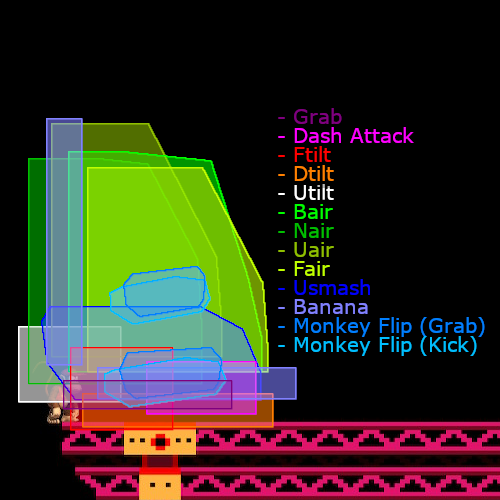 - Grab
- Dash Attack
- Ftilt
- Dtilt
- Utilt
- Bair
- Nair
- Uair
- Fair
- Usmash
- Banana
- Monkey Flip (Grab)
- Monkey Flip (Kick)